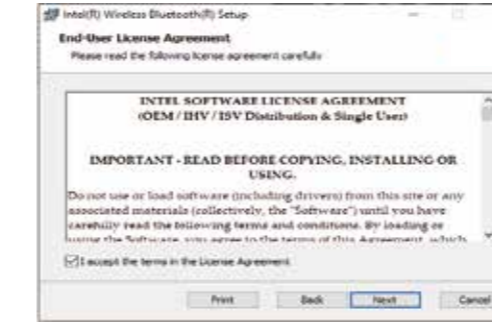 Intel(R) Wireless Bluetooth(R) Setup
End-User License Agreement
Please read the following license agreement carefully
INTEL SOFTWARE LICENSE AGREEMENT
(OEM / IHV / ISV Distribution & Single User)
IMPORTANT - READ BEFORE COPYING, INSTALLING OR
USING.
Do not use or load software (including drivers) from this site or any
associated materials (collectively, the "Software") until you have
carefully read the following terms and conditions. By loading or
using the Software, you agree to the terms of this Agreement, which
I accept the terms in the License Agreement
Print Back Next Cancel